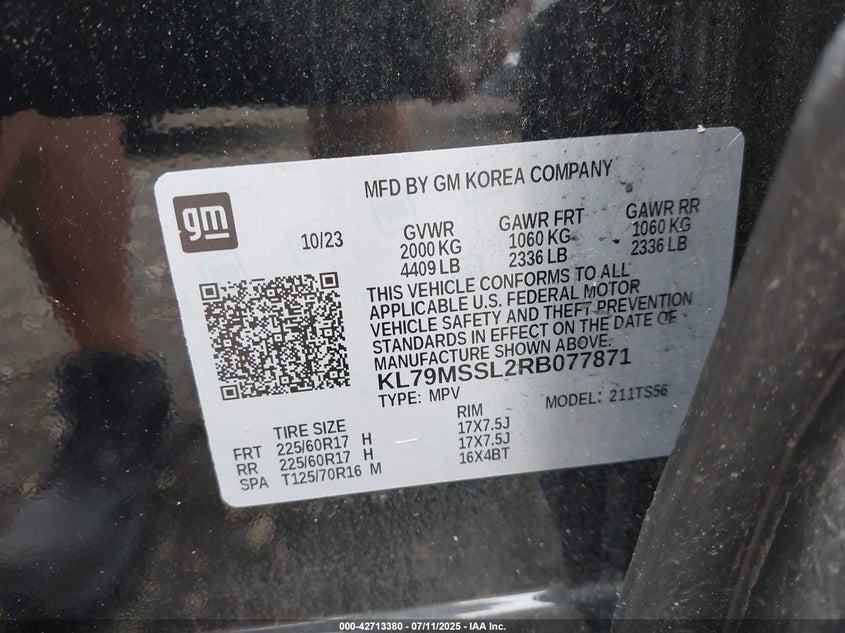 MFD BY GM KOREA COMPANY
gm
10/23
GVWR GAWR FRT GAWR RR
2000 KG 1060 KG 1060 KG
4409 LB 2336 LB 2336 LB
THIS VEHICLE CONFORMS TO ALL
APPLICABLE U.S. FEDERAL MOTOR
VEHICLE SAFETY AND THEFT PREVENTION
STANDARDS IN EFFECT ON THE DATE OF
MANUFACTURE SHOWN ABOVE.
KL79MSSL2RB077871
TYPE: MPV MODEL: 211TS56
TIRE SIZE RIM
FRT 225/60R17 H 17X7.5J
RR 225/60R17 H 17X7.5J
SPA T125/70R16 M 16X4BT
000-42713380 - 07/11/2025 - IAA Inc.